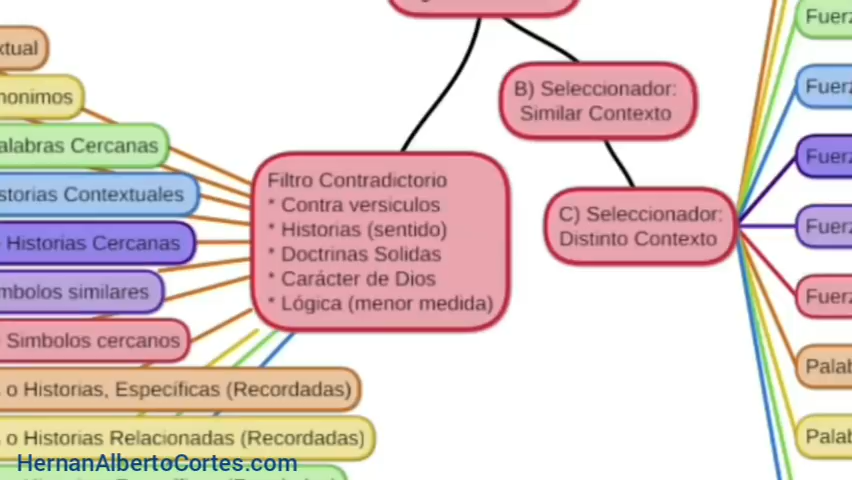 Fuerz
xtual
B) Seleccionador:
Similar Contexto
Fuerz
nonimos
alabras Cercanas
Fuerz
Filtro Contradictorio
* Contra versiculos
* Historias (sentido)
* Doctrinas Solidas
* Carácter de Dios
* Lógica (menor medida)
storias Contextuales
C) Seleccionador:
Distinto Contexto
Fuerz
Historias Cercanas
mbolos similares
Fuerz
Simbolos cercanos
Palab
o Historias, Específicas (Recordadas)
o Historias Relacionadas (Recordadas)
Palab
HernanAlbertoCortes.com